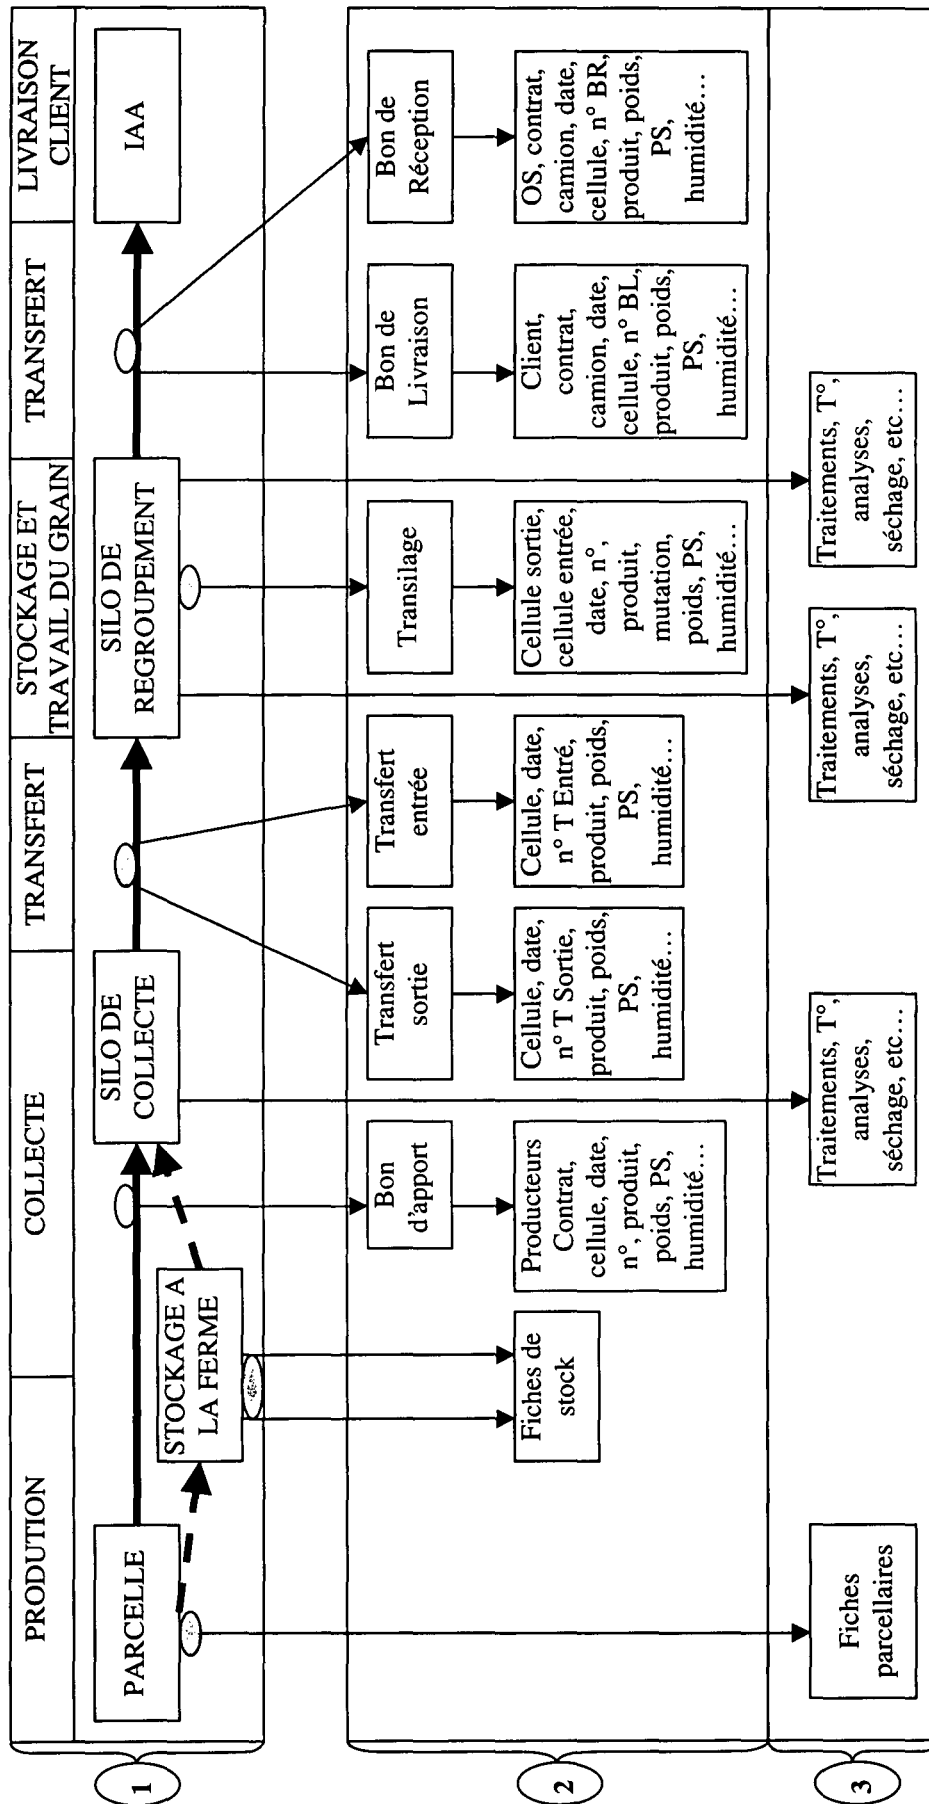 PRODUTION
COLLECTE
TRANSFERT
STOCKAGE ET
TRAVAIL DU GRAIN
TRANSFERT
LIVRAISON
CLIENT
1
PARCELLE
STOCKAGE A
LA FERME
SILO DE
COLLECTE
SILO DE
REGROUPEMENT
IAA
2
Bon
d'apport
Transfert
sortie
Transfert
entrée
Transilage
Bon de
Livraison
Bon de
Réception
Fiches de
stock
Producteurs
Contrat,
cellule, date,
n°, produit,
poids, PS,
humidité…
Cellule, date,
n° T Sortie,
produit, poids,
PS,
humidité…
Cellule, date,
n° T Entré,
produit, poids,
PS,
humidité…
Cellule sortie,
cellule entrée,
date, n°,
produit,
mutation,
poids, PS,
humidité…
Client,
contrat,
camion, date,
cellule, n° BL,
produit, poids,
PS,
humidité…
OS, contrat,
camion, date,
cellule, n° BR,
produit, poids,
PS,
humidité…
3
Fiches
parcellaires
Traitements, T°,
analyses,
séchage, etc…
Traitements, T°,
analyses,
séchage, etc…
Traitements, T°,
analyses,
séchage, etc…